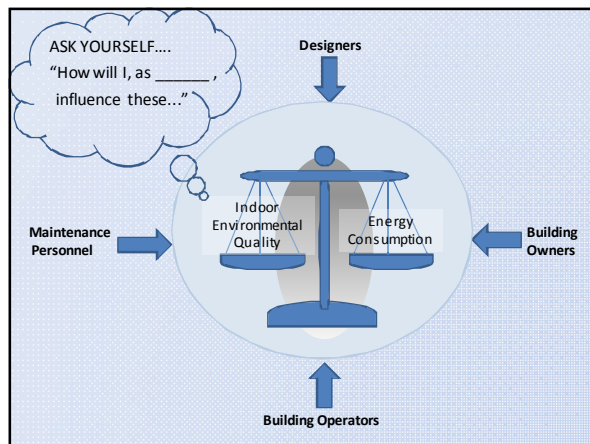 ASK YOURSELF....
“How will I, as ______ ,
influence these...”
Designers
Indoor
Environmental
Quality
Energy
Consumption
Maintenance
Personnel
Building
Owners
Building Operators